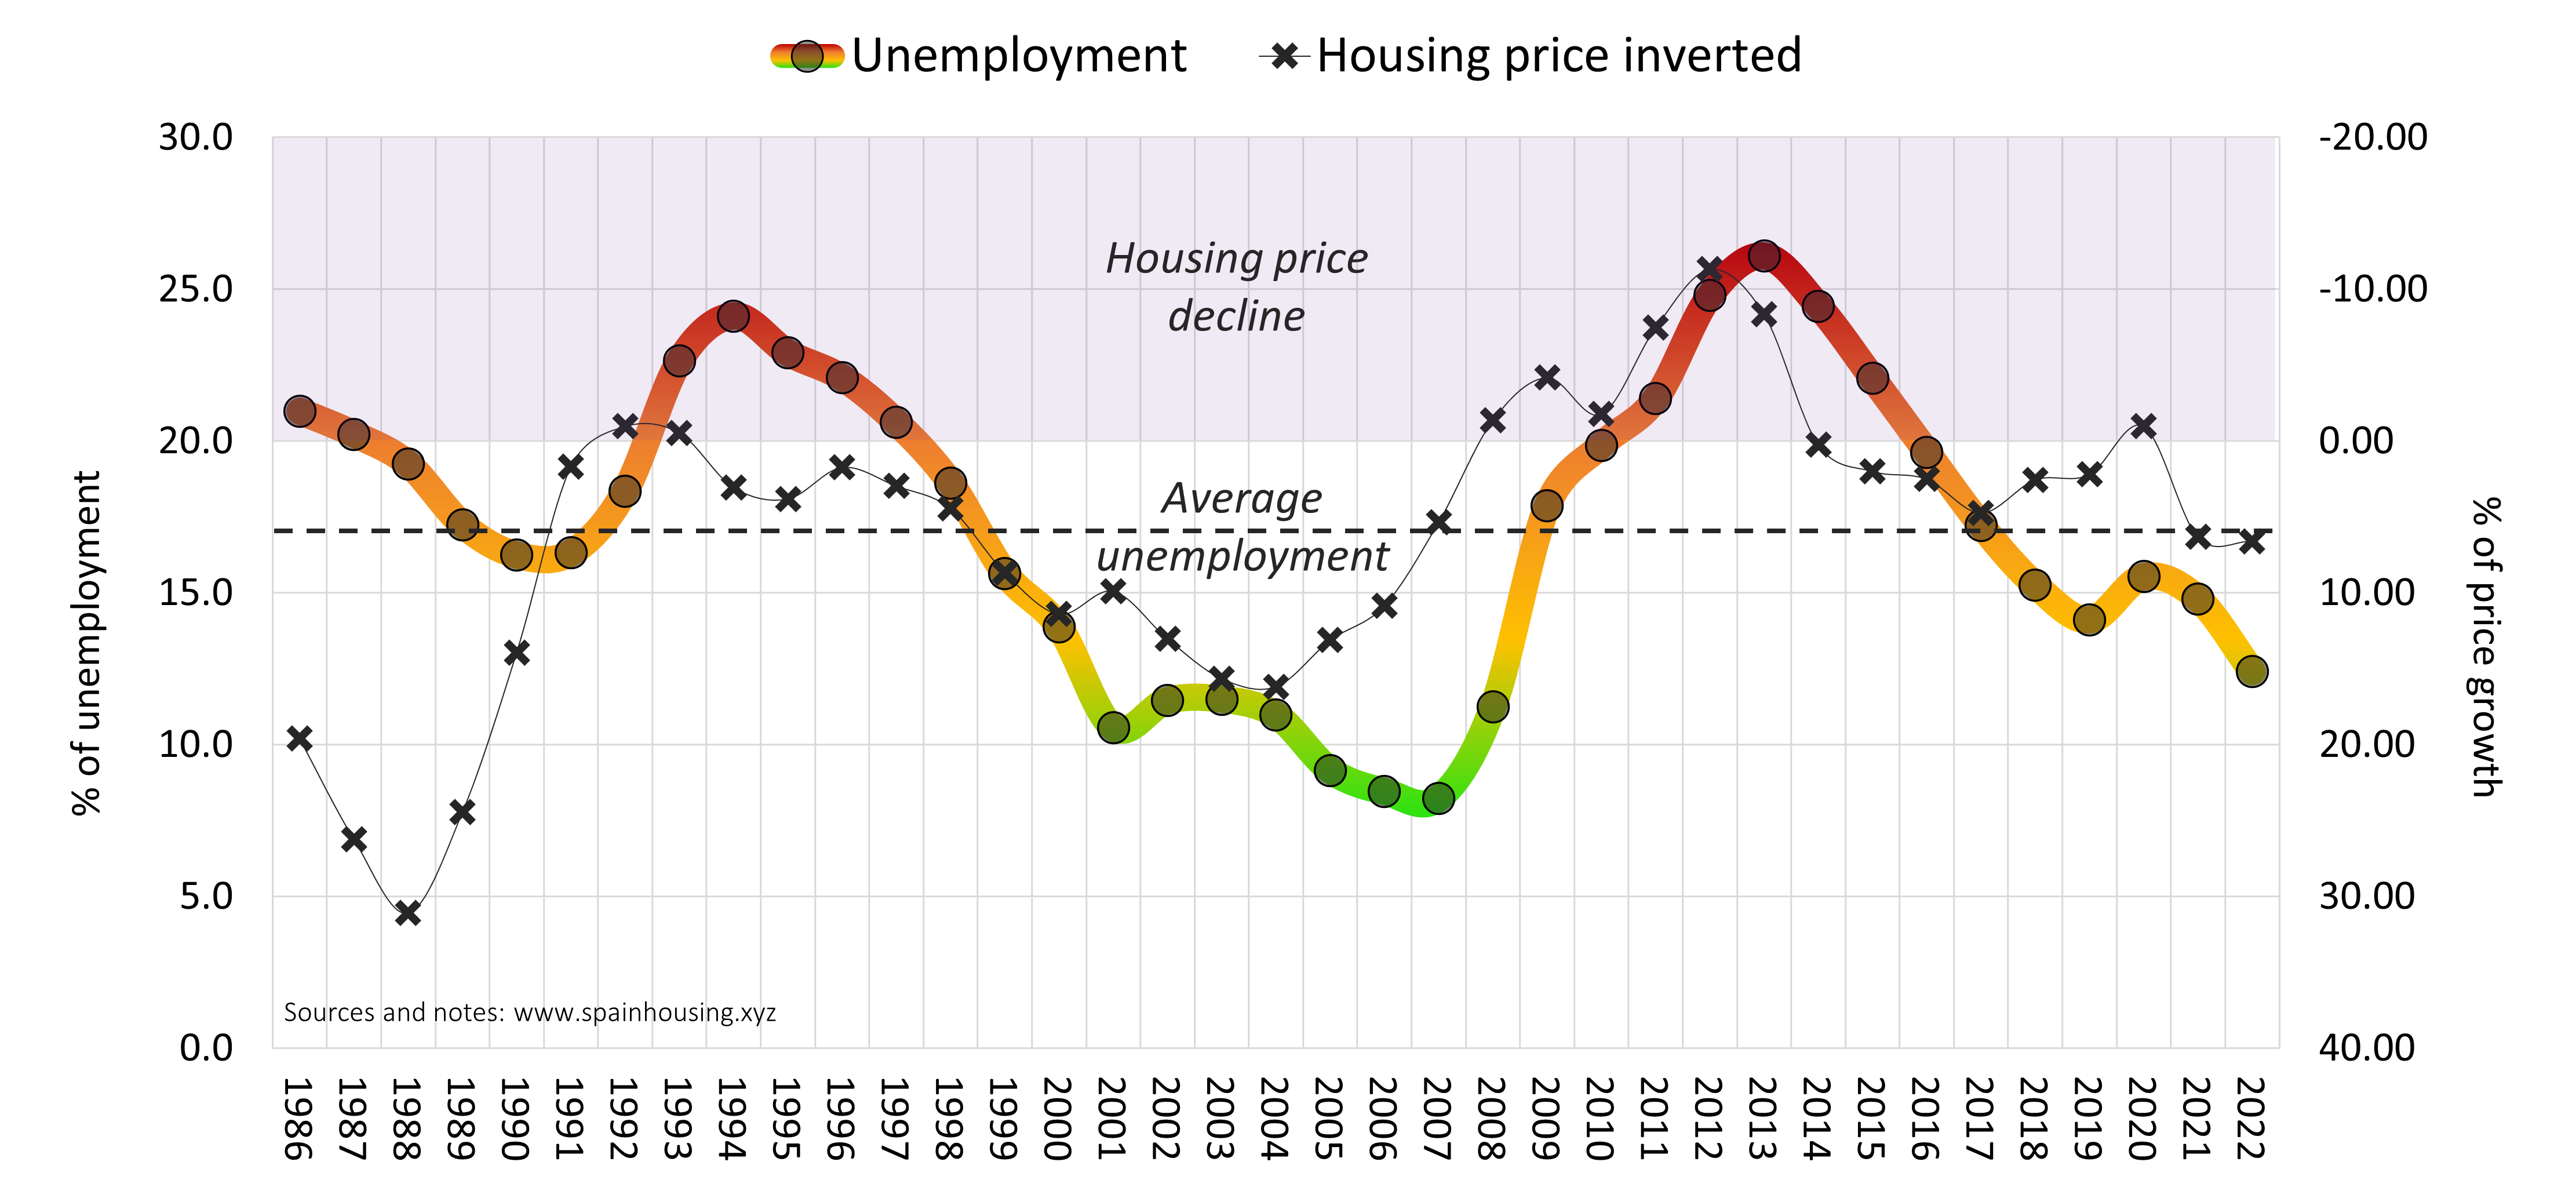 Unemployment Housing price inverted
30.0
25.0
20.0
15.0
10.0
5.0
0.0
% of unemployment
Housing price
decline
Average
unemployment
Sources and notes: www.spainhousing.xyz
-20.00
-10.00
0.00
10.00
20.00
30.00
40.00
% of price growth
1986 1987 1988 1989 1990 1991 1992 1993 1994 1995 1996 1997 1998 1999 2000 2001 2002 2003 2004 2005 2006 2007 2008 2009 2010 2011 2012 2013 2014 2015 2016 2017 2018 2019 2020 2021 2022